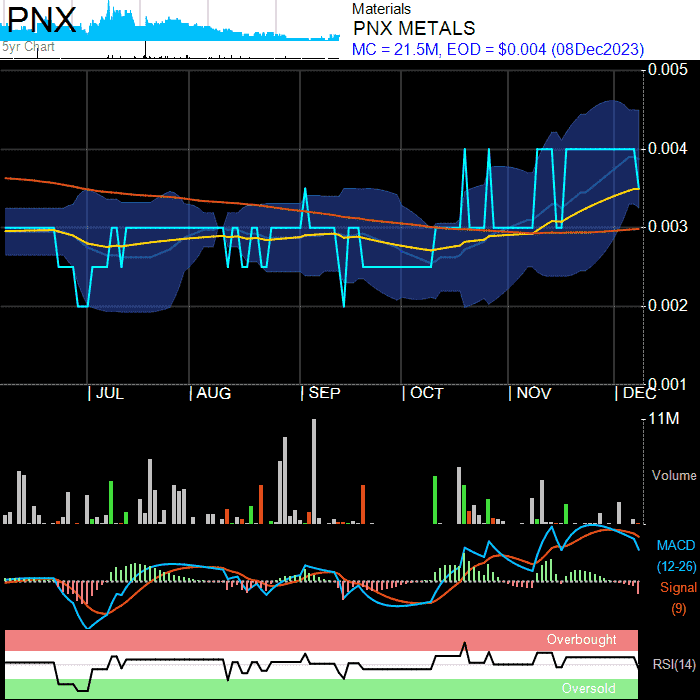 PNX
5yr Chart
Materials
PNX METALS
MC = 21.5M, EOD = $0.004 (08Dec2023)
0.005
0.004
0.003
0.002
0.001
JUL
AUG
SEP
OCT
NOV
DEC
11M
Volume
MACD
(12-26)
Signal
(9)
Overbought
RSI(14)
Oversold